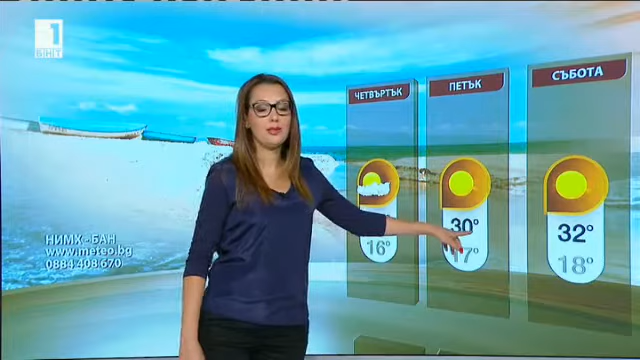 1
БНТ
ЧЕТВЪРТЪК
ПЕТЪК
СЪБОТА
НИМХ - БАН
www.meteo.bg
0884 408 670
16°
30°
17°
32°
18°